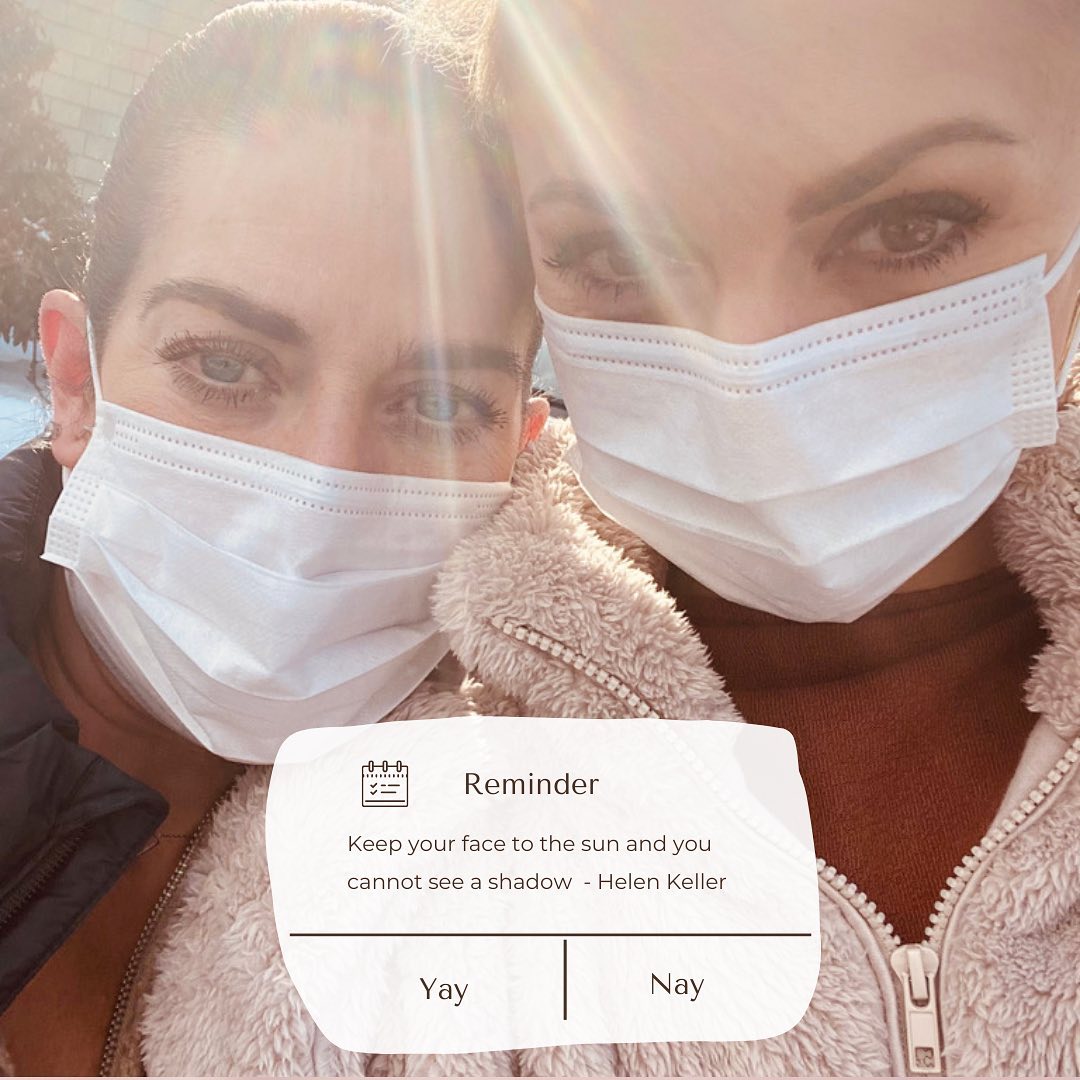 Reminder
Keep your face to the sun and you
cannot see a shadow - Helen Keller
Yay
Nay